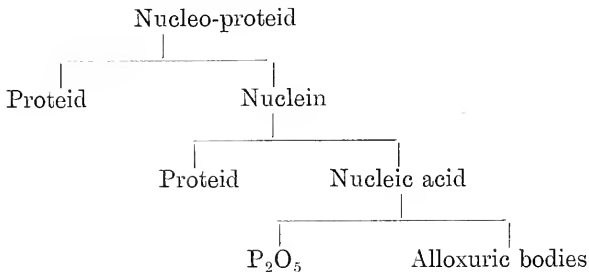 Nucleo-proteid
Proteid Nuclein
Proteid Nucleic acid
P₂O₅ Alloxuric bodies